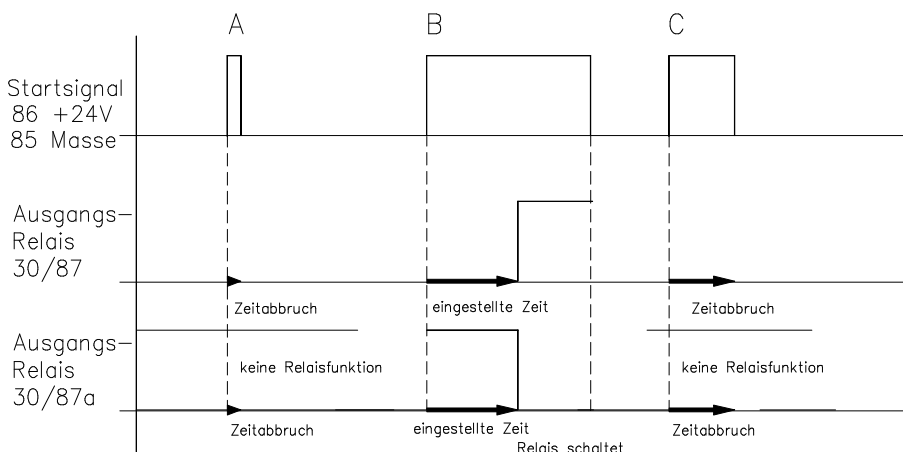 A
B
C
Startsignal
86 +24V
85 Masse
Ausgangs-
Relais
30/87
Zeitabbruch
eingestellte Zeit
Zeitabbruch
Ausgangs-
Relais
30/87a
keine Relaisfunktion
keine Relaisfunktion
Zeitabbruch
eingestellte Zeit
Zeitabbruch
Relais schaltet